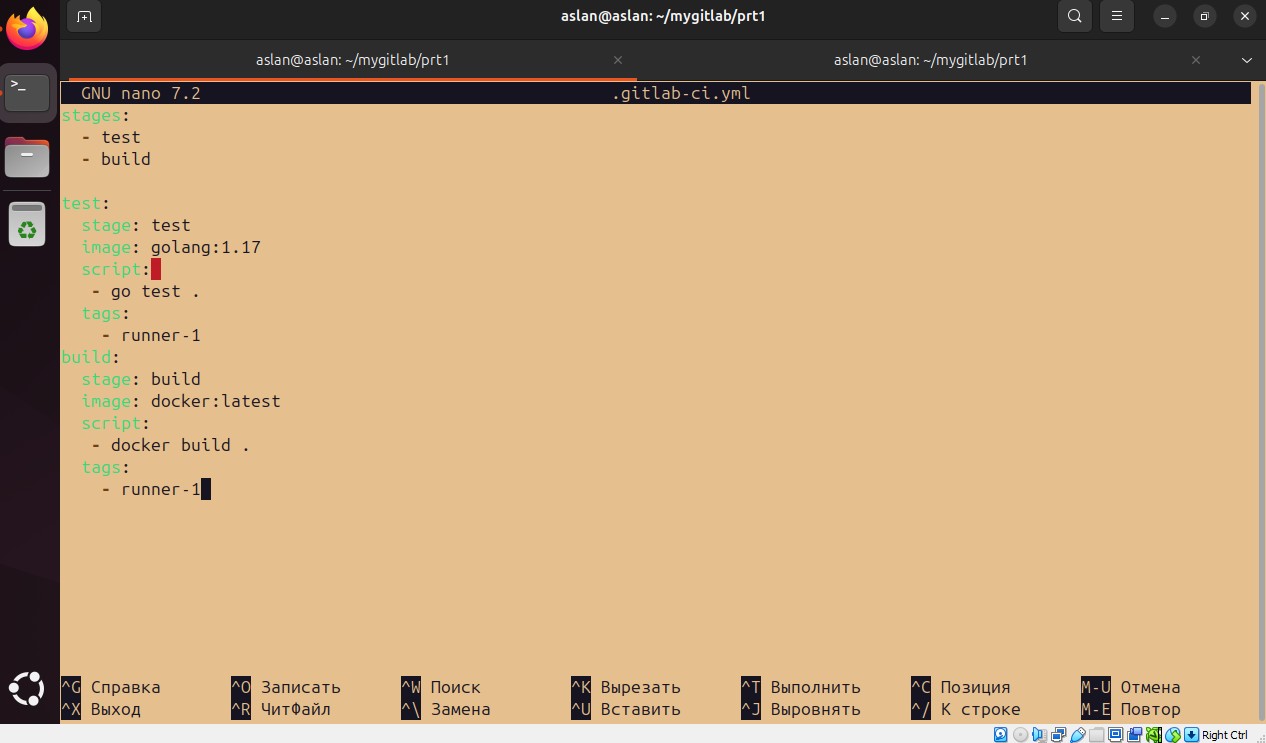 aslan@aslan: ~/mygitlab/prt1
aslan@aslan: ~/mygitlab/prt1
aslan@aslan: ~/mygitlab/prt1
GNU nano 7.2 .gitlab-ci.yml
stages:
  - test
  - build

test:
  stage: test
  image: golang:1.17
  script:
   - go test .
  tags:
    - runner-1
build:
  stage: build
  image: docker:latest
  script:
   - docker build .
  tags:
    - runner-1
^G Справка ^O Записать ^W Поиск ^K Вырезать ^T Выполнить ^C Позиция M-U Отмена
^X Выход ^R ЧитФайл ^\ Замена ^U Вставить ^J Выровнять ^/ К строке M-E Повтор
Right Ctrl